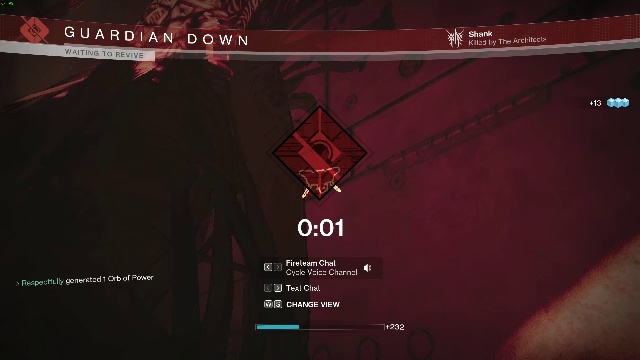 GUARDIAN DOWN
WAITING TO REVIVE
Shank
Killed by The Architects
+13
0:01
Fireteam Chat
Cycle Voice Channel
Text Chat
CHANGE VIEW
> Respectfully generated 1 Orb of Power
+232